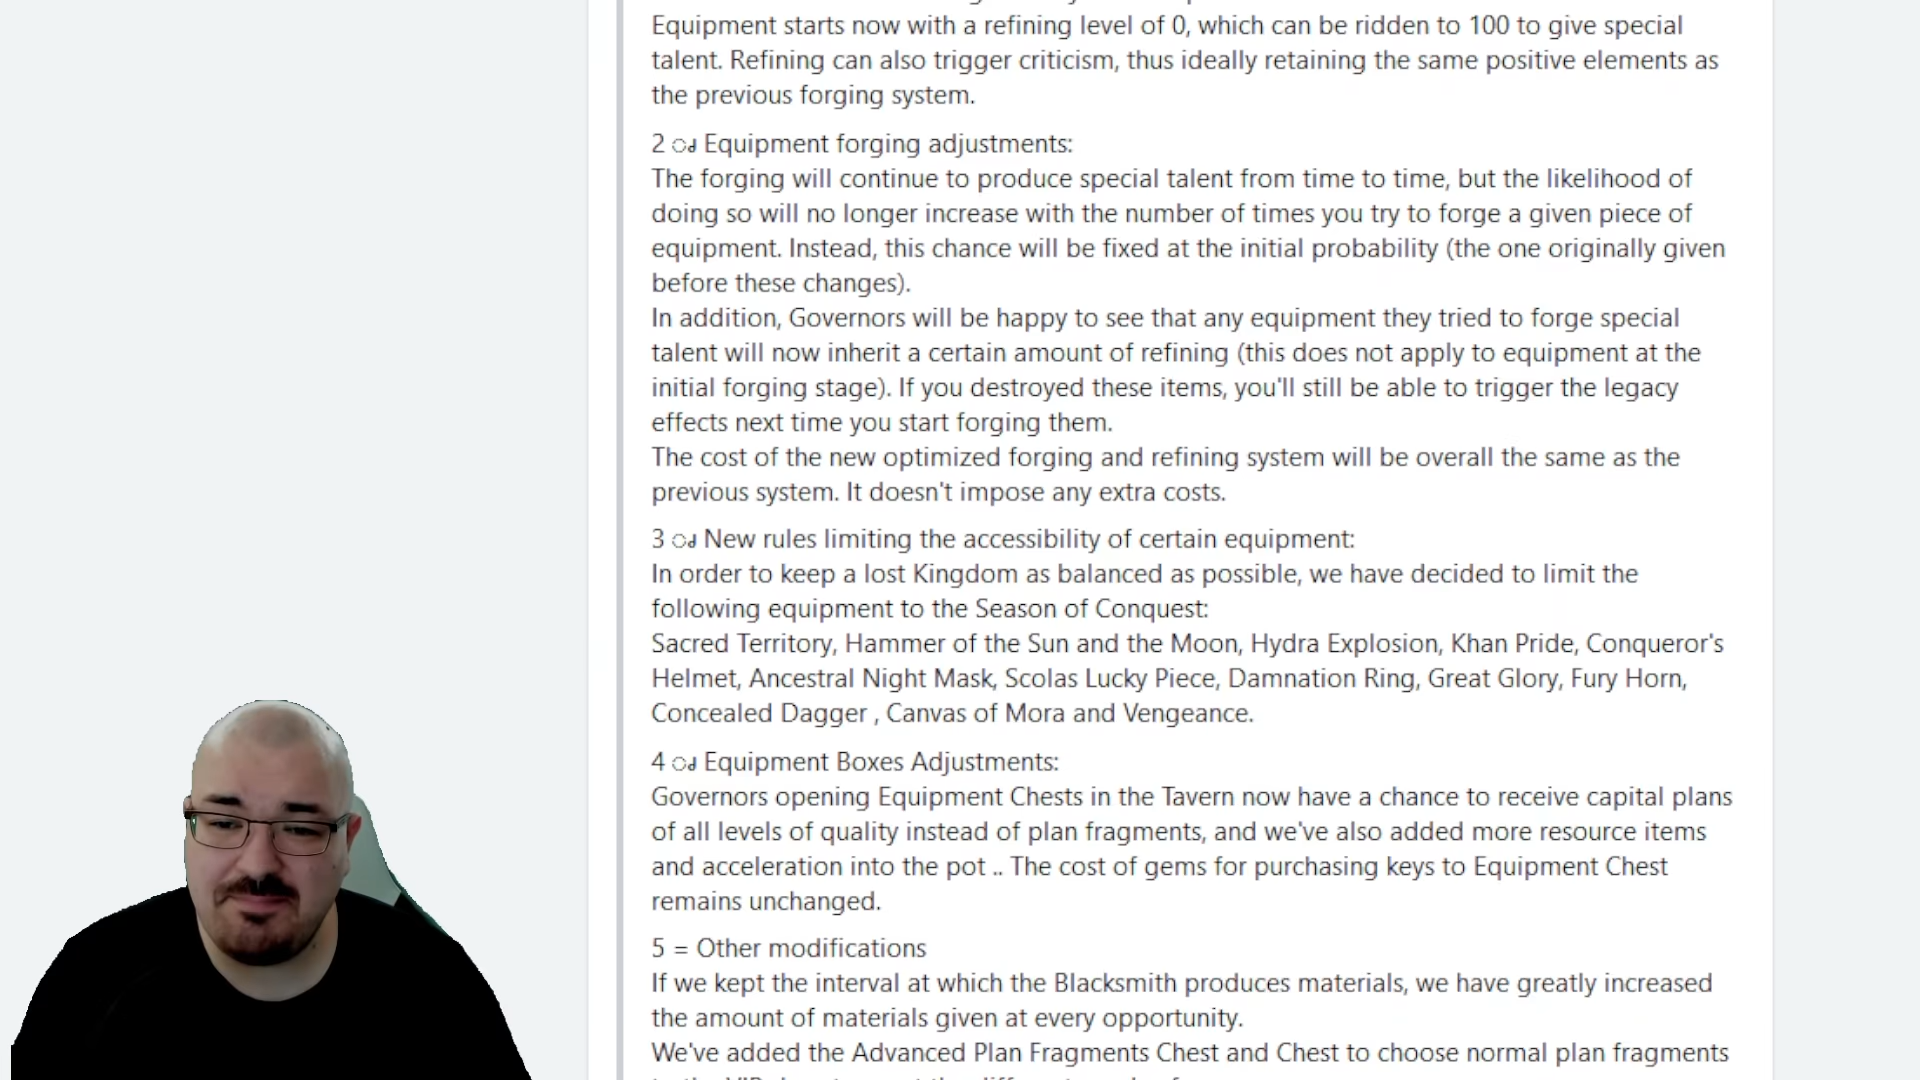 Equipment starts now with a refining level of 0, which can be ridden to 100 to give special
talent. Refining can also trigger criticism, thus ideally retaining the same positive elements as
the previous forging system.
2 Equipment forging adjustments:
The forging will continue to produce special talent from time to time, but the likelihood of
doing so will no longer increase with the number of times you try to forge a given piece of
equipment. Instead, this chance will be fixed at the initial probability (the one originally given
before these changes).
In addition, Governors will be happy to see that any equipment they tried to forge special
talent will now inherit a certain amount of refining (this does not apply to equipment at the
initial forging stage). If you destroyed these items, you'll still be able to trigger the legacy
effects next time you start forging them.
The cost of the new optimized forging and refining system will be overall the same as the
previous system. It doesn't impose any extra costs.
3 New rules limiting the accessibility of certain equipment:
In order to keep a lost Kingdom as balanced as possible, we have decided to limit the
following equipment to the Season of Conquest:
Sacred Territory, Hammer of the Sun and the Moon, Hydra Explosion, Khan Pride, Conqueror's
Helmet, Ancestral Night Mask, Scolas Lucky Piece, Damnation Ring, Great Glory, Fury Horn,
Concealed Dagger , Canvas of Mora and Vengeance.
4 Equipment Boxes Adjustments:
Governors opening Equipment Chests in the Tavern now have a chance to receive capital plans
of all levels of quality instead of plan fragments, and we've also added more resource items
and acceleration into the pot .. The cost of gems for purchasing keys to Equipment Chest
remains unchanged.
5 = Other modifications
If we kept the interval at which the Blacksmith produces materials, we have greatly increased
the amount of materials given at every opportunity.
We've added the Advanced Plan Fragments Chest and Chest to choose normal plan fragments